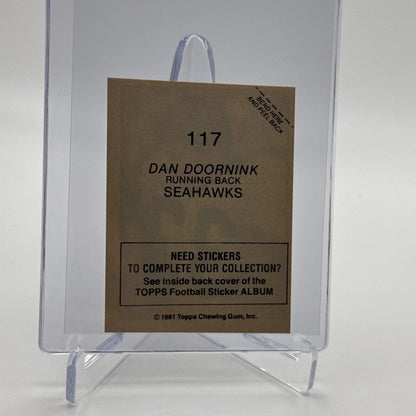 BEND HERE
AND PEEL BACK
117
DAN DOORNINK
RUNNING BACK
SEAHAWKS
NEED STICKERS
TO COMPLETE YOUR COLLECTION?
See inside back cover of the
TOPPS Football Sticker ALBUM
© 1981 Topps Chewing Gum, Inc.